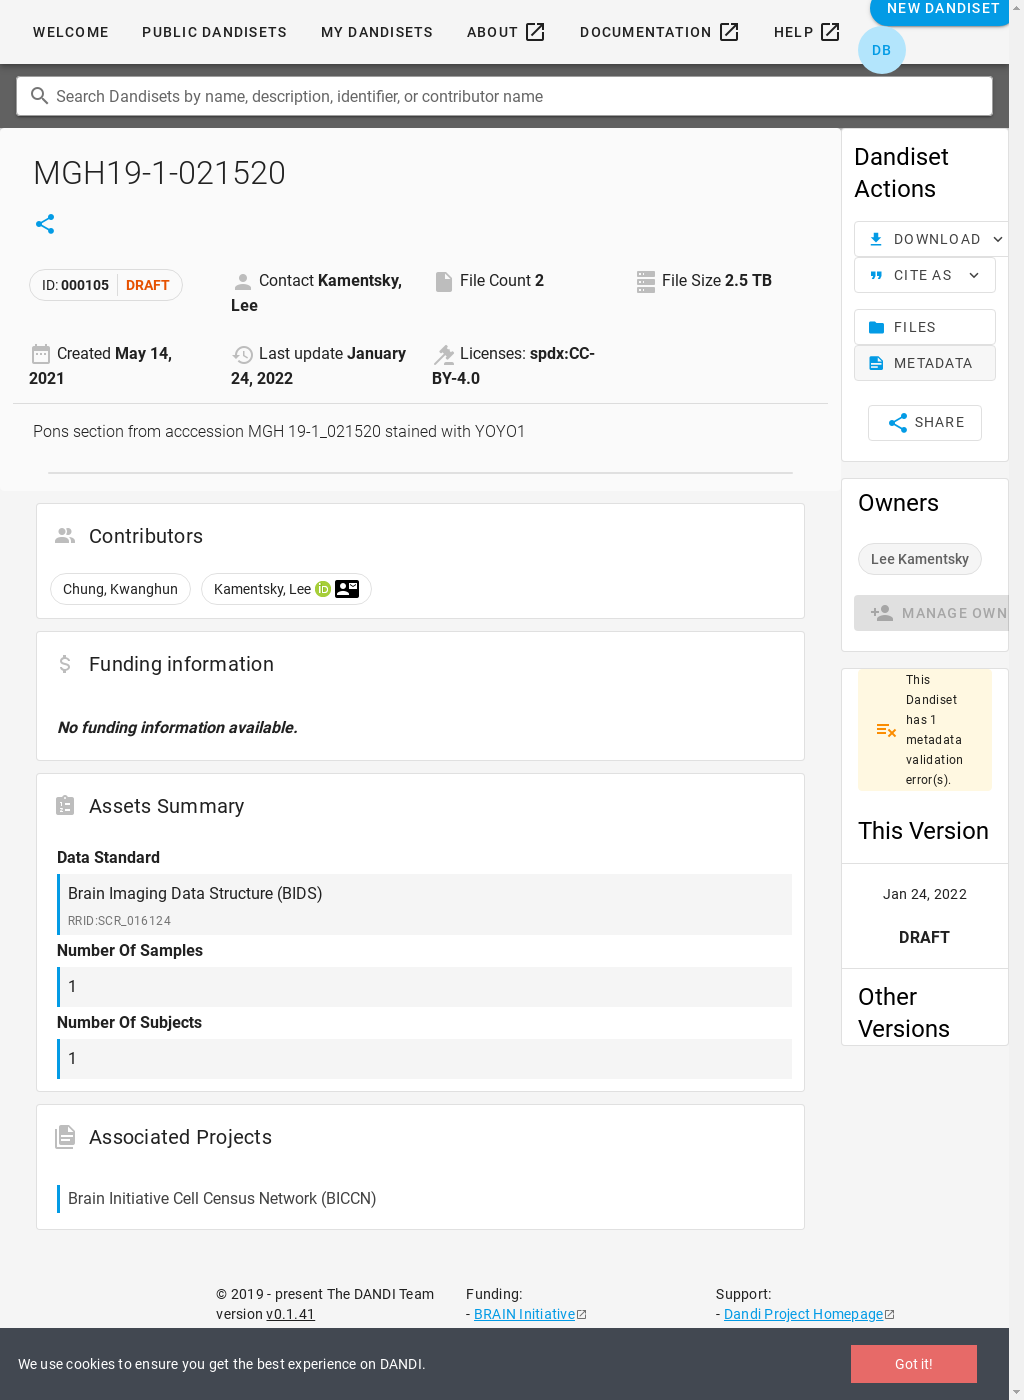 WELCOME
PUBLIC DANDISETS
MY DANDISETS
ABOUT
DOCUMENTATION
HELP
NEW DANDISET
DB
Search Dandisets by name, description, identifier, or contributor name
MGH19-1-021520
ID: 000105 DRAFT
Contact Kamentsky,
Lee
File Count 2
File Size 2.5 TB
Created May 14,
2021
Last update January
24, 2022
Licenses: spdx:CC-
BY-4.0
Pons section from acccession MGH 19-1_021520 stained with YOYO1
Contributors
Chung, Kwanghun
Kamentsky, Lee iD
Funding information
No funding information available.
Assets Summary
Data Standard
Brain Imaging Data Structure (BIDS)
RRID:SCR_016124
Number Of Samples
1
Number Of Subjects
1
Associated Projects
Brain Initiative Cell Census Network (BICCN)
Dandiset
Actions
DOWNLOAD
CITE AS
FILES
METADATA
SHARE
Owners
Lee Kamentsky
MANAGE OWN
This
Dandiset
has 1
metadata
validation
error(s).
This Version
Jan 24, 2022
DRAFT
Other
Versions
© 2019 - present The DANDI Team
version v0.1.41
Funding:
- BRAIN Initiative
Support:
- Dandi Project Homepage
We use cookies to ensure you get the best experience on DANDI.
Got it!